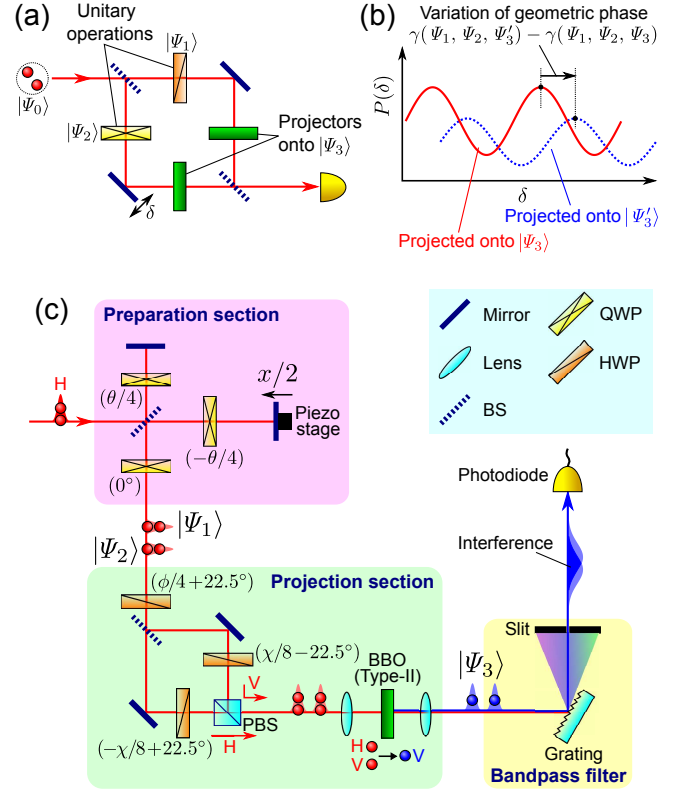 (a)
Unitary
operations
|Ψ₁⟩
|Ψ₀⟩
|Ψ₂⟩
Projectors
onto |Ψ₃⟩
δ
(b)
Variation of geometric phase
γ(Ψ₁, Ψ₂, Ψ₃′) − γ(Ψ₁, Ψ₂, Ψ₃)
P(δ)
δ
Projected onto |Ψ₃′⟩
Projected onto |Ψ₃⟩
(c)
Preparation section
H
(θ/4)
x/2
Piezo
stage
(−θ/4)
(0°)
|Ψ₁⟩
|Ψ₂⟩
Mirror
QWP
Lens
HWP
BS
Projection section
(ϕ/4+22.5°)
(χ/8−22.5°)
V
PBS
H
(−χ/8+22.5°)
BBO
(Type-II)
H
V
V
|Ψ₃⟩
Photodiode
Interference
Slit
Grating
Bandpass filter